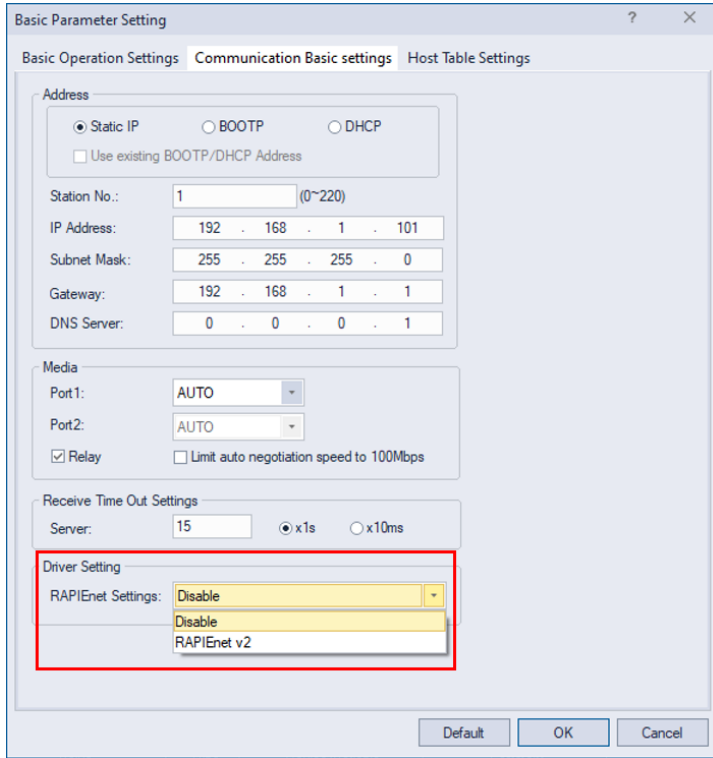 Basic Parameter Setting ? ×
Basic Operation Settings Communication Basic settings Host Table Settings
Address
Static IP BOOTP DHCP
Use existing BOOTP/DHCP Address
Station No.: 1 (0~220)
IP Address: 192 . 168 . 1 . 101
Subnet Mask: 255 . 255 . 255 . 0
Gateway: 192 . 168 . 1 . 1
DNS Server: 0 . 0 . 0 . 1
Media
Port1: AUTO
Port2: AUTO
Relay Limit auto negotiation speed to 100Mbps
Receive Time Out Settings
Server: 15 x1s x10ms
Driver Setting
RAPIEnet Settings: Disable
Disable
RAPIEnet v2
Default OK Cancel